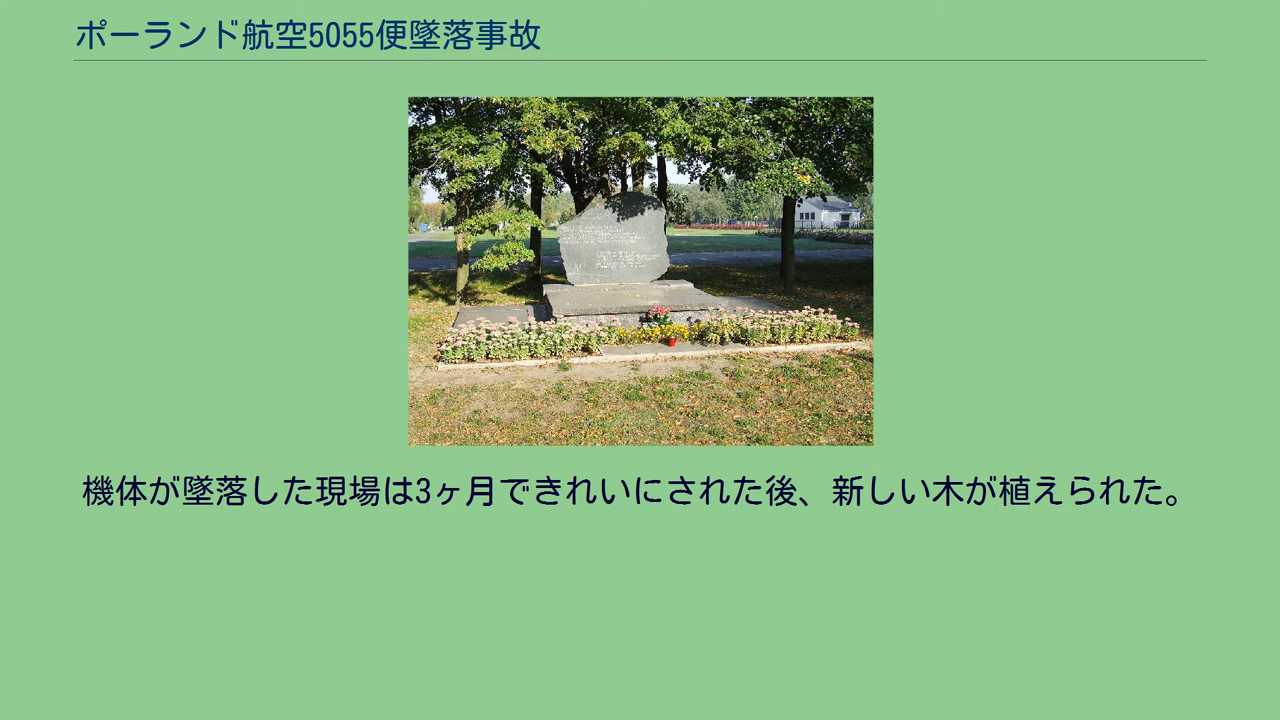 ポーランド航空5055便墜落事故
機体が墜落した現場は3ヶ月できれいにされた後、新しい木が植えられた。